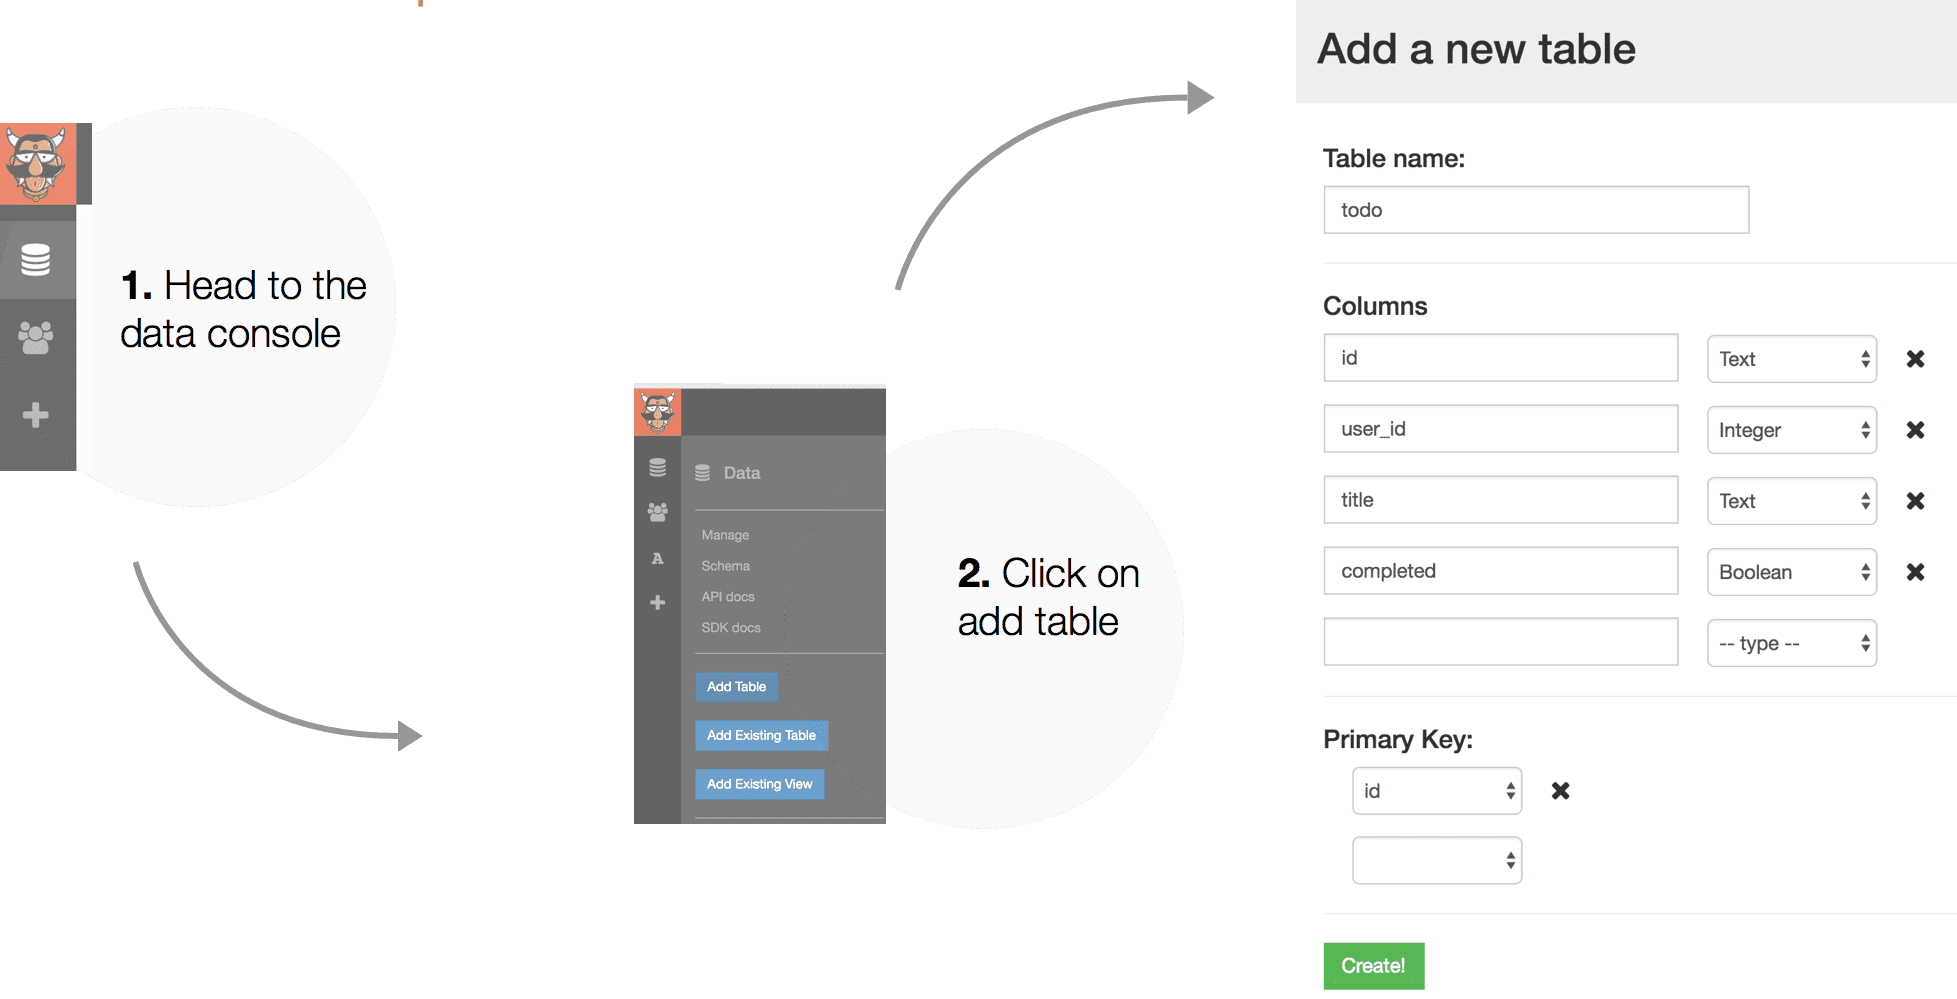 1. Head to the
data console
Data
Manage
Schema
API docs
SDK docs
Add Table
Add Existing Table
Add Existing View
2. Click on
add table
Add a new table
Table name:
todo
Columns
id Text
user_id Integer
title Text
completed Boolean
-- type --
Primary Key:
id
Create!